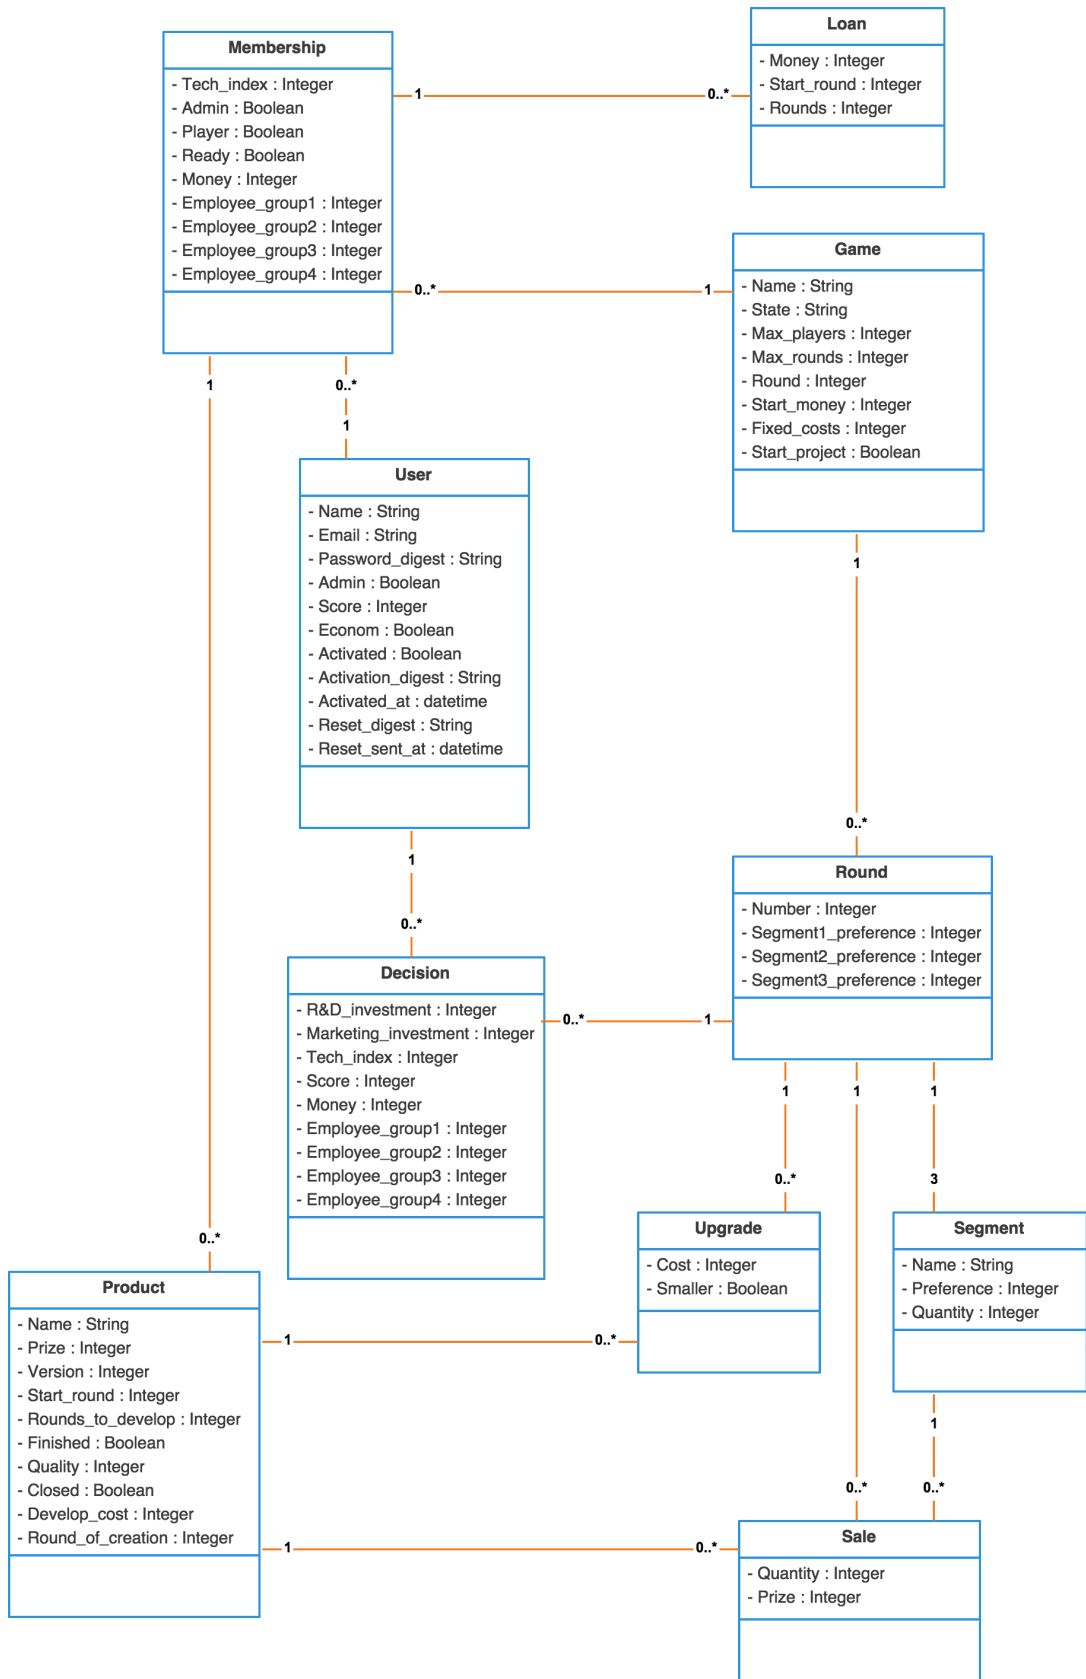 Membership
- Tech_index : Integer
- Admin : Boolean
- Player : Boolean
- Ready : Boolean
- Money : Integer
- Employee_group1 : Integer
- Employee_group2 : Integer
- Employee_group3 : Integer
- Employee_group4 : Integer
Loan
- Money : Integer
- Start_round : Integer
- Rounds : Integer
1
0..*
Game
- Name : String
- State : String
- Max_players : Integer
- Max_rounds : Integer
- Round : Integer
- Start_money : Integer
- Fixed_costs : Integer
- Start_project : Boolean
0..*
1
1
0..*
1
User
- Name : String
- Email : String
- Password_digest : String
- Admin : Boolean
- Score : Integer
- Econom : Boolean
- Activated : Boolean
- Activation_digest : String
- Activated_at : datetime
- Reset_digest : String
- Reset_sent_at : datetime
1
0..*
1
0..*
Round
- Number : Integer
- Segment1_preference : Integer
- Segment2_preference : Integer
- Segment3_preference : Integer
Decision
- R&D_investment : Integer
- Marketing_investment : Integer
- Tech_index : Integer
- Score : Integer
- Money : Integer
- Employee_group1 : Integer
- Employee_group2 : Integer
- Employee_group3 : Integer
- Employee_group4 : Integer
0..*
1
1
1
1
0..*
3
0..*
Upgrade
- Cost : Integer
- Smaller : Boolean
Segment
- Name : String
- Preference : Integer
- Quantity : Integer
Product
- Name : String
- Prize : Integer
- Version : Integer
- Start_round : Integer
- Rounds_to_develop : Integer
- Finished : Boolean
- Quality : Integer
- Closed : Boolean
- Develop_cost : Integer
- Round_of_creation : Integer
1
0..*
1
0..*
0..*
1
0..*
Sale
- Quantity : Integer
- Prize : Integer